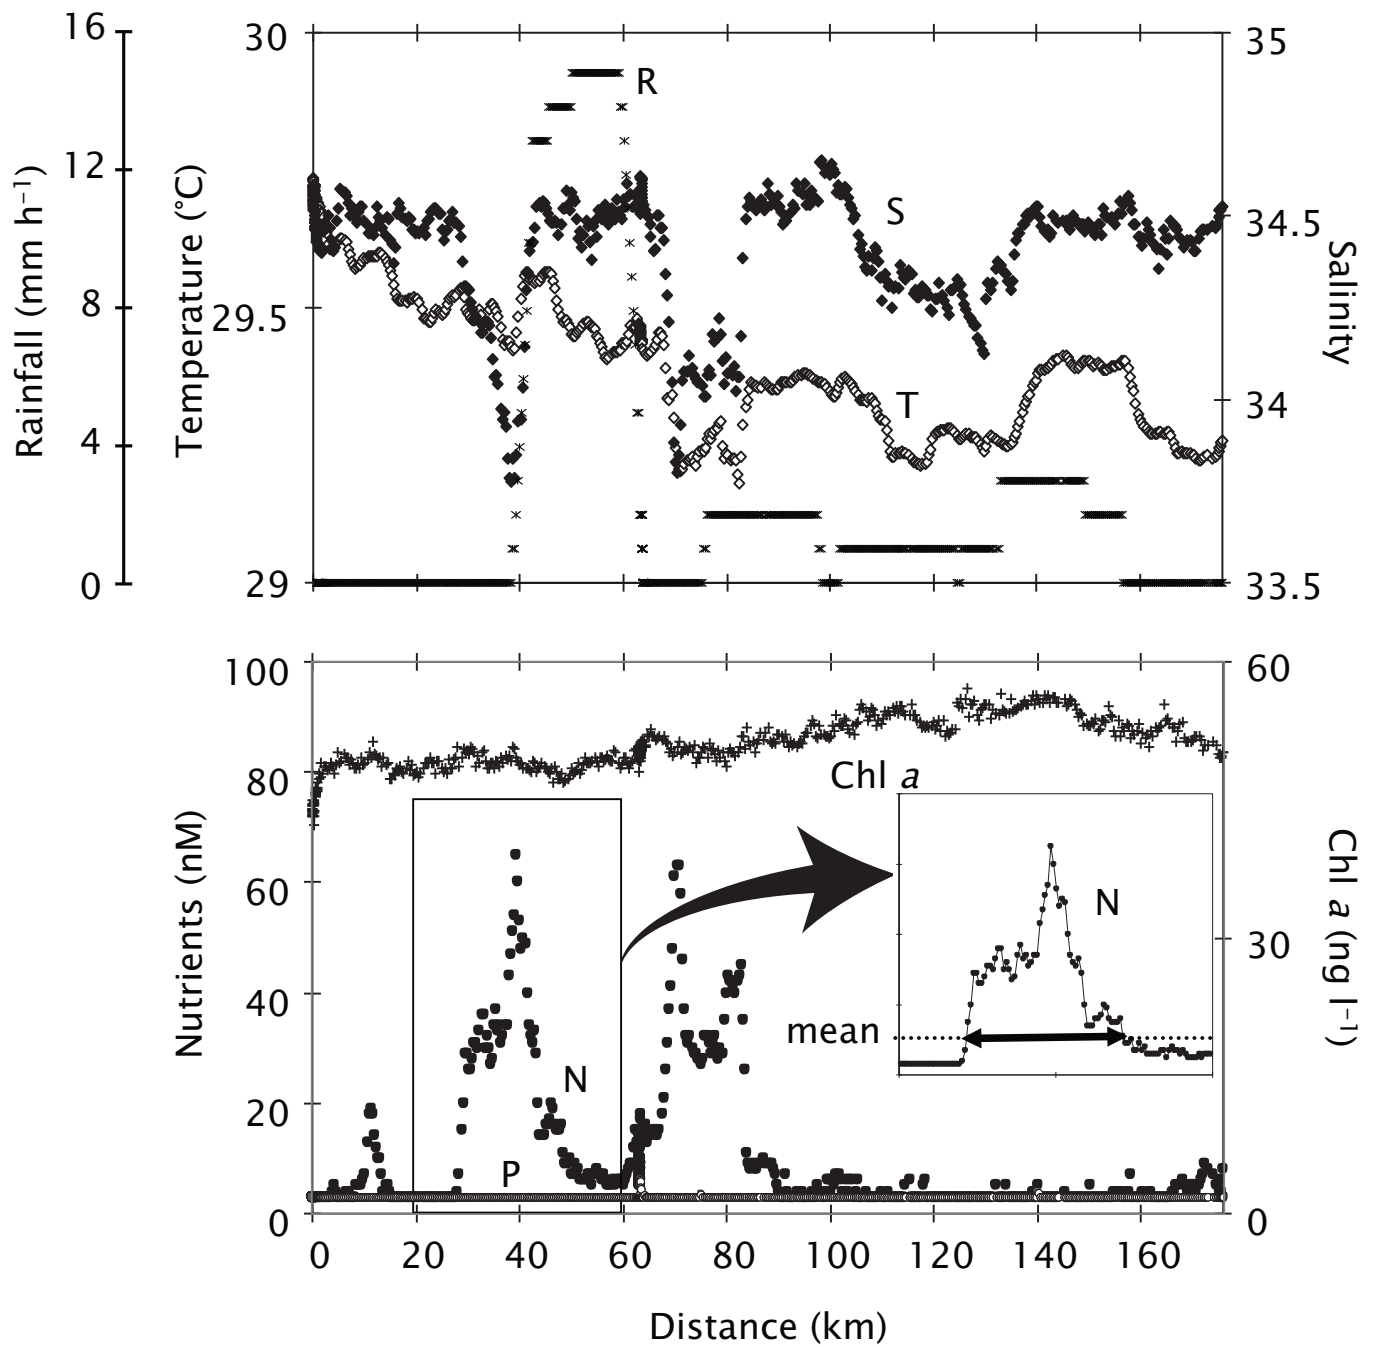 16
12
8
4
0
Rainfall (mm h⁻¹)
30
29.5
29
Temperature (°C)
R
S
T
35
34.5
34
33.5
Salinity
100
80
60
40
20
0
Nutrients (nM)
Chl a
N
mean
N
P
60
30
0
Chl a (ng l⁻¹)
0 20 40 60 80 100 120 140 160
Distance (km)